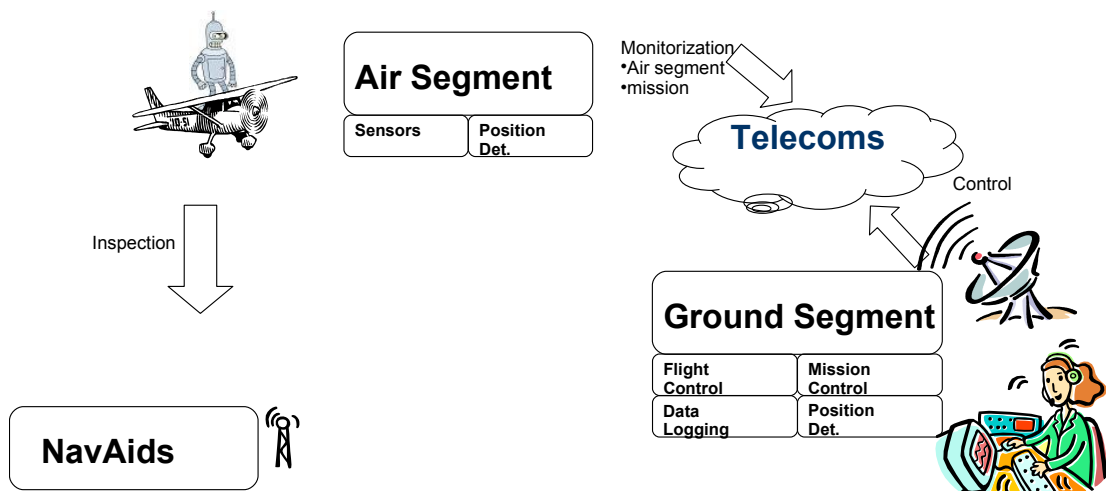 Air Segment
Sensors
Position
Det.
Monitorization
•Air segment
•mission
Telecoms
Control
Inspection
Ground Segment
Flight
Control
Mission
Control
Data
Logging
Position
Det.
NavAids